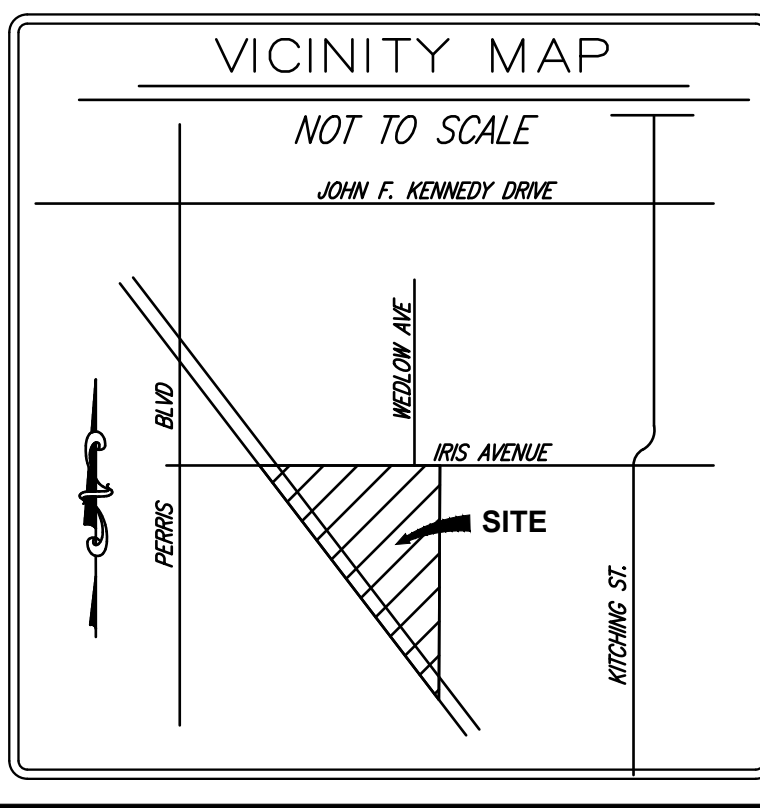 VICINITY MAP
NOT TO SCALE
JOHN F. KENNEDY DRIVE
WEDLOW AVE
BLVD
IRIS AVENUE
PERRIS
SITE
KITCHING ST.